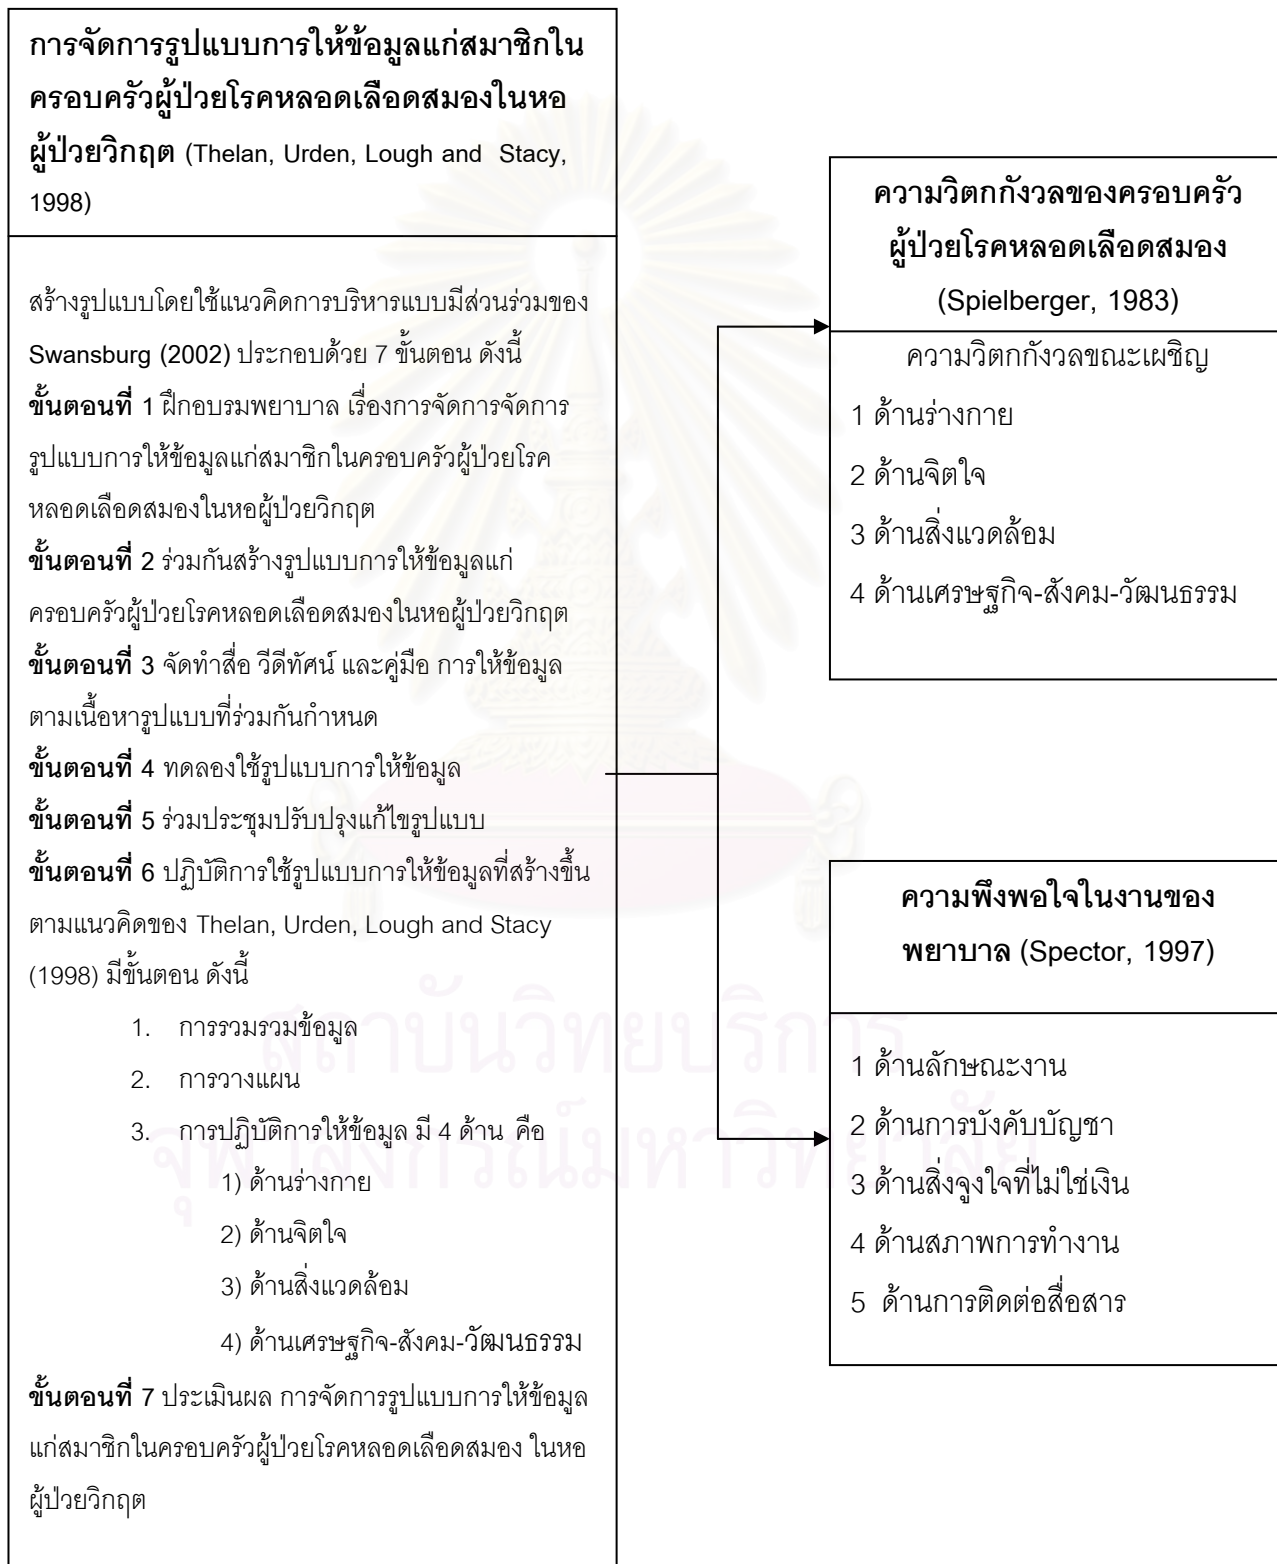 การจัดการรูปแบบการให้ข้อมูลแก่สมาชิกใน
ครอบครัวผู้ป่วยโรคหลอดเลือดสมองในหอ
ผู้ป่วยวิกฤต (Thelan, Urden, Lough and Stacy,
1998)
สร้างรูปแบบโดยใช้แนวคิดการบริหารแบบมีส่วนร่วมของ
Swansburg (2002) ประกอบด้วย 7 ขั้นตอน ดังนี้
ขั้นตอนที่ 1 ฝึกอบรมพยาบาล เรื่องการจัดการจัดการ
รูปแบบการให้ข้อมูลแก่สมาชิกในครอบครัวผู้ป่วยโรค
หลอดเลือดสมองในหอผู้ป่วยวิกฤต
ขั้นตอนที่ 2 ร่วมกันสร้างรูปแบบการให้ข้อมูลแก่
ครอบครัวผู้ป่วยโรคหลอดเลือดสมองในหอผู้ป่วยวิกฤต
ขั้นตอนที่ 3 จัดทำสื่อ วีดีทัศน์ และคู่มือ การให้ข้อมูล
ตามเนื้อหารูปแบบที่ร่วมกันกำหนด
ขั้นตอนที่ 4 ทดลองใช้รูปแบบการให้ข้อมูล
ขั้นตอนที่ 5 ร่วมประชุมปรับปรุงแก้ไขรูปแบบ
ขั้นตอนที่ 6 ปฏิบัติการใช้รูปแบบการให้ข้อมูลที่สร้างขึ้น
ตามแนวคิดของ Thelan, Urden, Lough and Stacy
(1998) มีขั้นตอน ดังนี้
1. การรวมรวมข้อมูล
2. การวางแผน
3. การปฏิบัติการให้ข้อมูล มี 4 ด้าน คือ
1) ด้านร่างกาย
2) ด้านจิตใจ
3) ด้านสิ่งแวดล้อม
4) ด้านเศรษฐกิจ-สังคม-วัฒนธรรม
ขั้นตอนที่ 7 ประเมินผล การจัดการรูปแบบการให้ข้อมูล
แก่สมาชิกในครอบครัวผู้ป่วยโรคหลอดเลือดสมอง ในหอ
ผู้ป่วยวิกฤต
ความวิตกกังวลของครอบครัว
ผู้ป่วยโรคหลอดเลือดสมอง
(Spielberger, 1983)
ความวิตกกังวลขณะเผชิญ
1 ด้านร่างกาย
2 ด้านจิตใจ
3 ด้านสิ่งแวดล้อม
4 ด้านเศรษฐกิจ-สังคม-วัฒนธรรม
ความพึงพอใจในงานของ
พยาบาล (Spector, 1997)
1 ด้านลักษณะงาน
2 ด้านการบังคับบัญชา
3 ด้านสิ่งจูงใจที่ไม่ใช่เงิน
4 ด้านสภาพการทำงาน
5 ด้านการติดต่อสื่อสาร
สถาบันวิทยบริการ
จุฬาลงกรณ์มหาวิทยาลัย